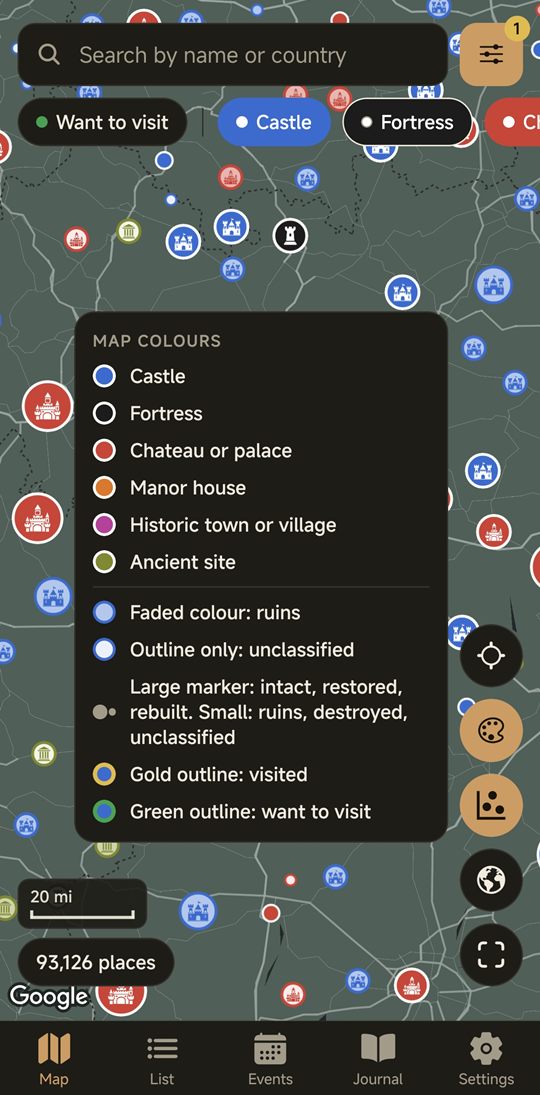 Search by name or country
1
Want to visit
Castle
Fortress
Ch
MAP COLOURS
Castle
Fortress
Chateau or palace
Manor house
Historic town or village
Ancient site
Faded colour: ruins
Outline only: unclassified
Large marker: intact, restored,
rebuilt. Small: ruins, destroyed,
unclassified
Gold outline: visited
Green outline: want to visit
20 mi
93,126 places
Google
Map
List
Events
Journal
Settings